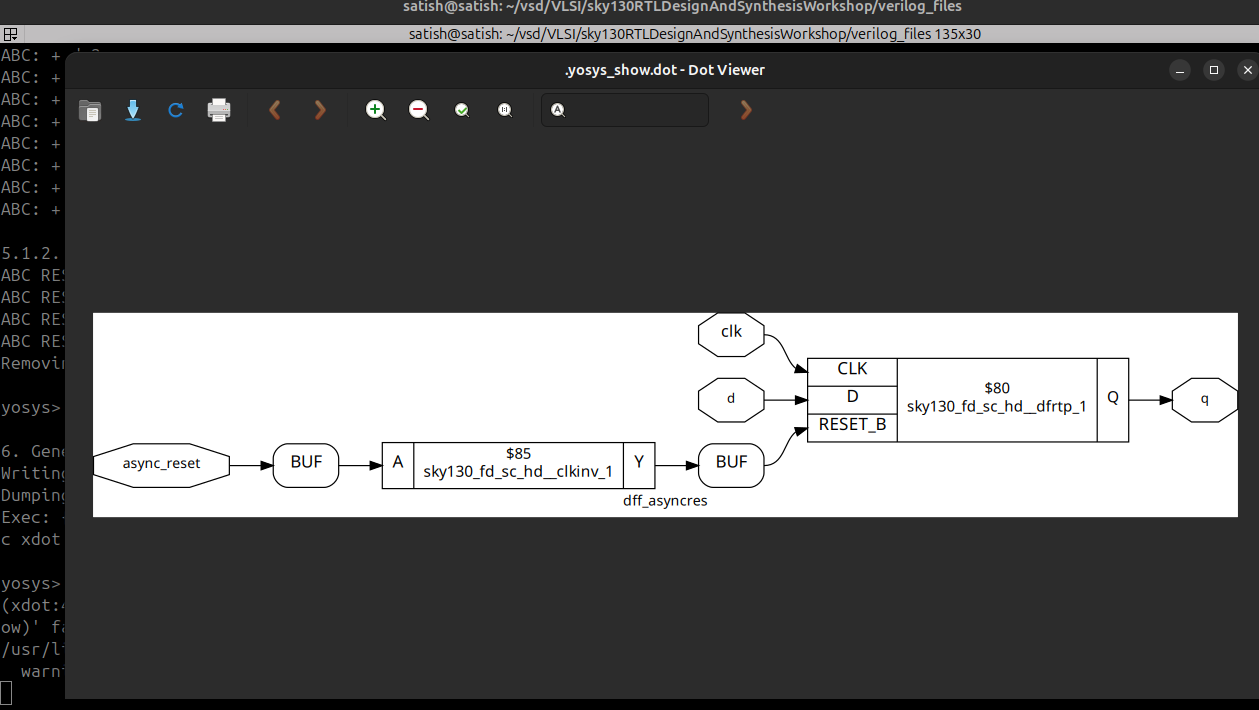 satish@satish: ~/vsd/VLSI/sky130RTLDesignAndSynthesisWorkshop/verilog_files
satish@satish: ~/vsd/VLSI/sky130RTLDesignAndSynthesisWorkshop/verilog_files 135x30
.yosys_show.dot - Dot Viewer
ABC: +
ABC: +
ABC: +
ABC: +
ABC: +
ABC: +
ABC: +
ABC: +
5.1.2.
ABC RES
ABC RES
ABC RES
ABC RES
Removin
yosys>
6. Gene
Writing
Dumping
Exec:
c xdot
yosys>
(xdot:
ow)' fa
/usr/li
warn
clk
CLK
$80
d
D
sky130_fd_sc_hd__dfrtp_1
Q
q
RESET_B
async_reset
BUF
A
$85
sky130_fd_sc_hd__clkinv_1
Y
BUF
dff_asyncres